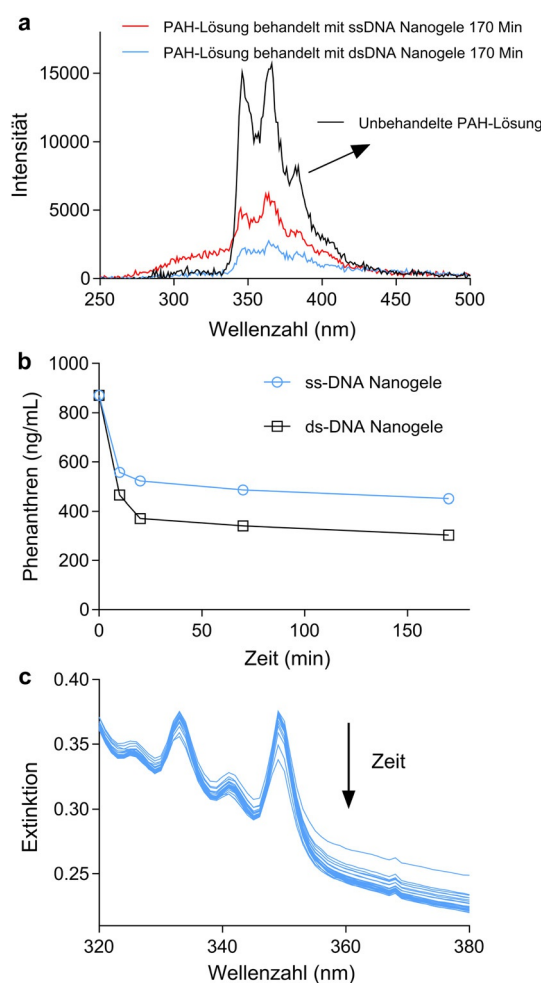 a
PAH-Lösung behandelt mit ssDNA Nanogele 170 Min
PAH-Lösung behandelt mit dsDNA Nanogele 170 Min
Unbehandelte PAH-Lösung
Intensität
15000
10000
5000
0
250 300 350 400 450 500
Wellenzahl (nm)
b
ss-DNA Nanogele
ds-DNA Nanogele
Phenanthren (ng/mL)
1000
800
600
400
200
0
0 50 100 150
Zeit (min)
c
Zeit
Extinktion
0.40
0.35
0.30
0.25
320 340 360 380
Wellenzahl (nm)